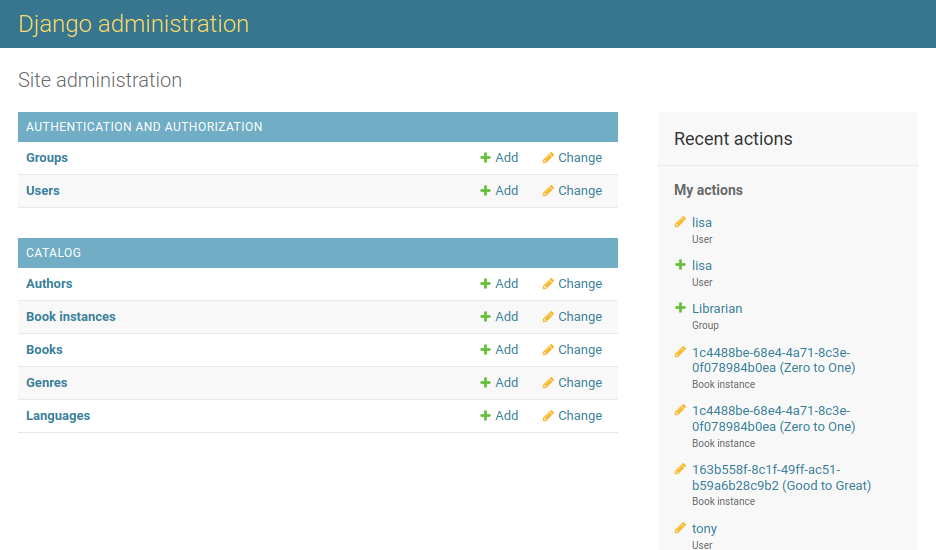 Django administration
Site administration
AUTHENTICATION AND AUTHORIZATION
Groups Add Change
Users Add Change
CATALOG
Authors Add Change
Book instances Add Change
Books Add Change
Genres Add Change
Languages Add Change
Recent actions
My actions
lisa
User
lisa
User
Librarian
Group
1c4488be-68e4-4a71-8c3e-
0f078984b0ea (Zero to One)
Book instance
1c4488be-68e4-4a71-8c3e-
0f078984b0ea (Zero to One)
Book instance
163b558f-8c1f-49ff-ac51-
b59a6b28c9b2 (Good to Great)
Book instance
tony
User